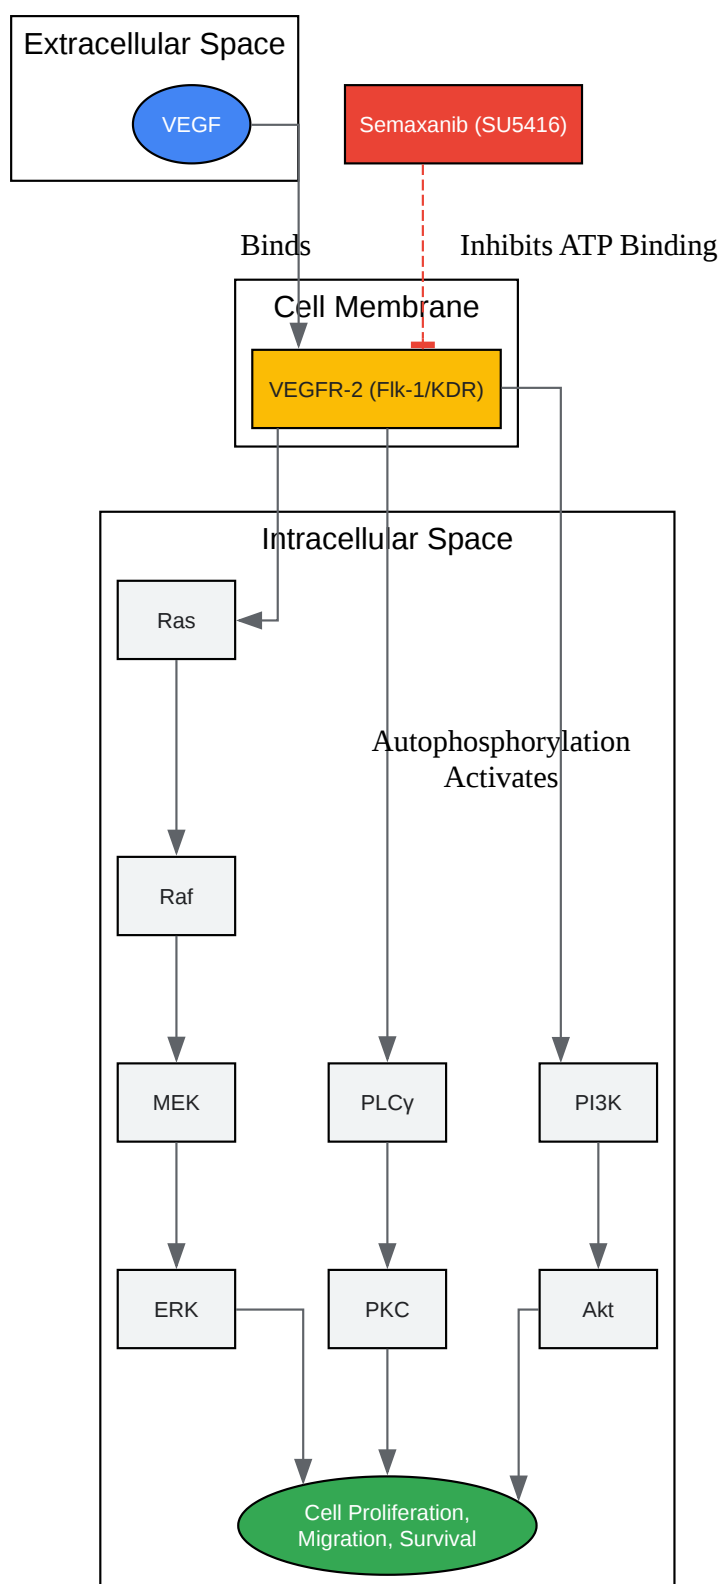 Extracellular Space
VEGF
Semaxanib (SU5416)
Binds
Inhibits ATP Binding
Cell Membrane
VEGFR-2 (Flk-1/KDR)
Intracellular Space
Ras
Autophosphorylation
Activates
Raf
MEK
PLCγ
PI3K
ERK
PKC
Akt
Cell Proliferation,
Migration, Survival